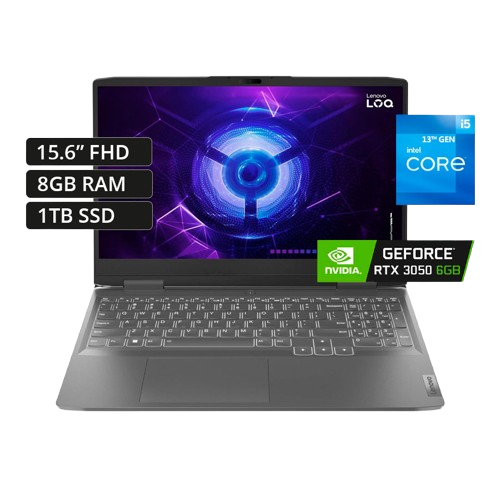 Lenovo
LOQ
i5
13TH GEN
intel
CORE
15.6” FHD
8GB RAM
1TB SSD
NVIDIA.
GEFORCE
RTX 3050 6GB
Lenovo